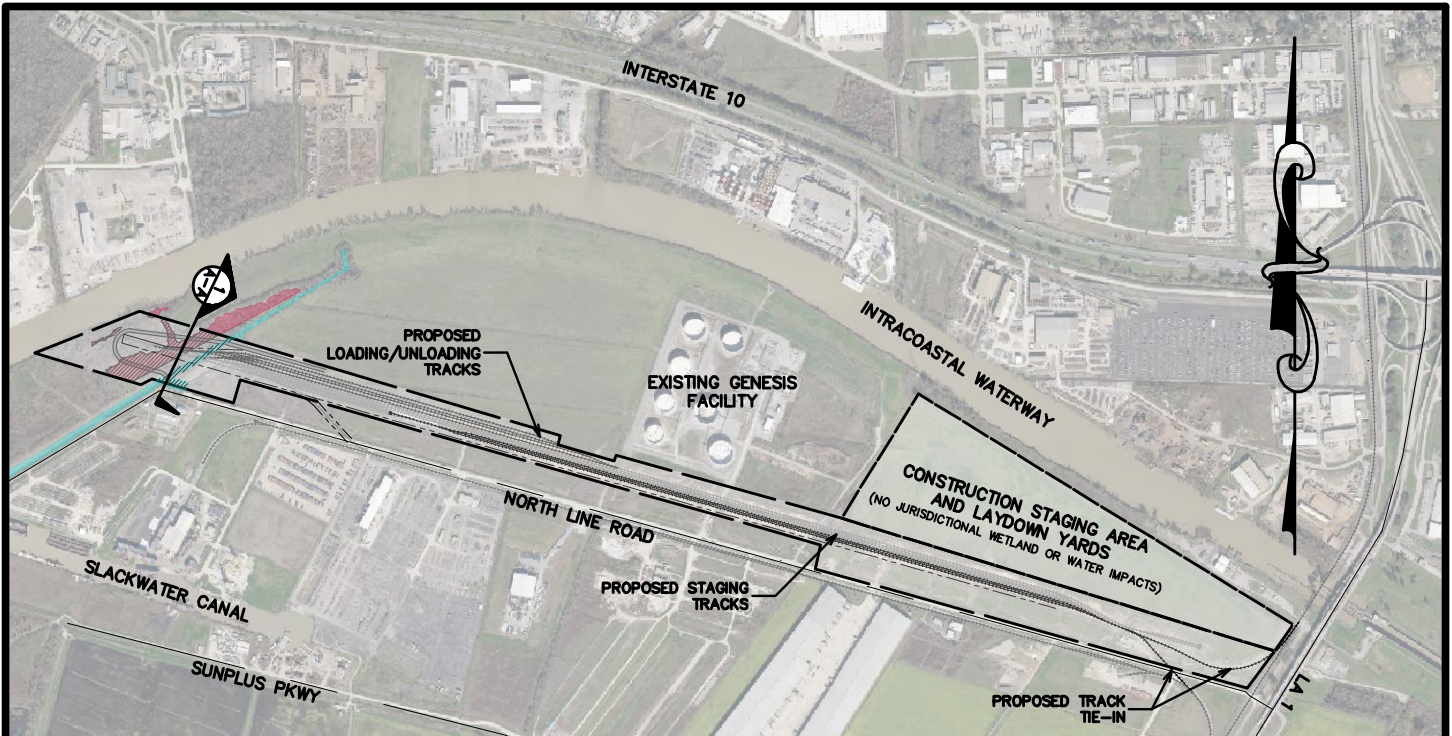 INTERSTATE 10
PROPOSED
LOADING/UNLOADING
TRACKS
EXISTING GENESIS
FACILITY
INTRACOASTAL WATERWAY
CONSTRUCTION STAGING AREA
AND LAYDOWN YARDS
(NO JURISDICTIONAL WETLAND OR WATER IMPACTS)
NORTH LINE ROAD
PROPOSED STAGING
TRACKS
SLACKWATER CANAL
SUNPLUS PKWY
PROPOSED TRACK
TIE-IN
LA 1